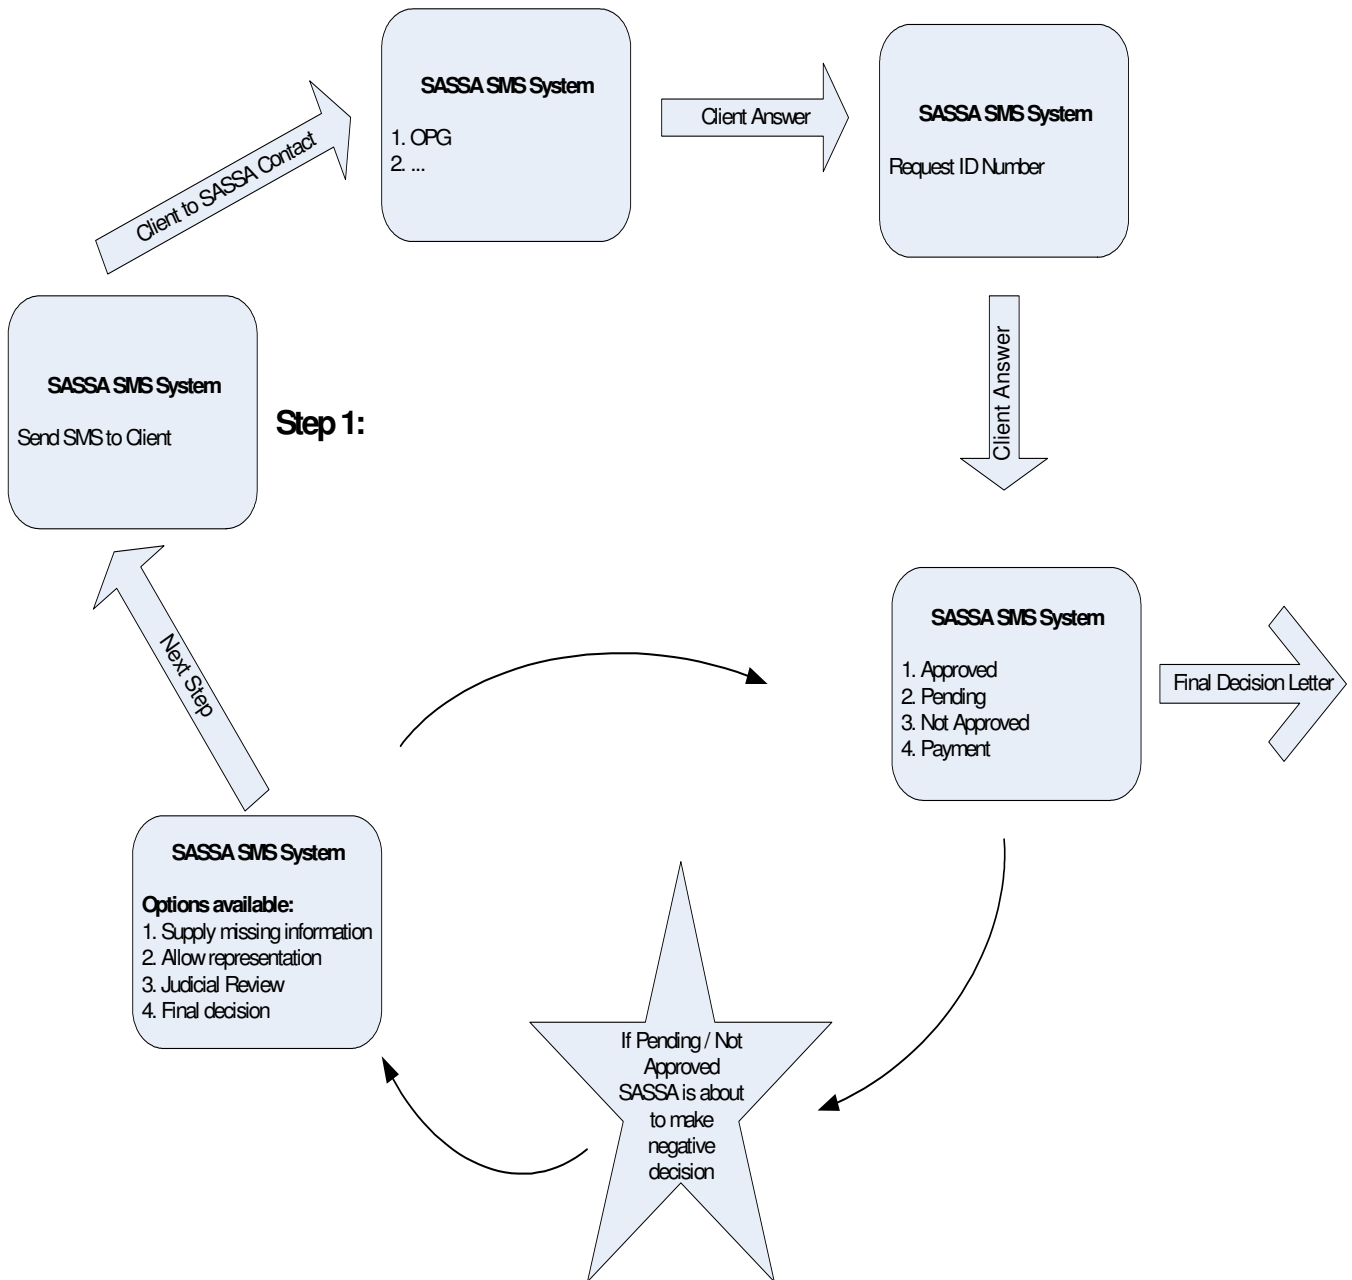 SASSA SMS System
1. OPG
2. ...
Client Answer
SASSA SMS System
Request ID Number
Client to SASSA Contact
SASSA SMS System
Send SMS to Client
Step 1:
Client Answer
SASSA SMS System
1. Approved
2. Pending
3. Not Approved
4. Payment
Final Decision Letter
Next Step
SASSA SMS System
Options available:
1. Supply missing information
2. Allow representation
3. Judicial Review
4. Final decision
If Pending / Not
Approved
SASSA is about
to make
negative
decision